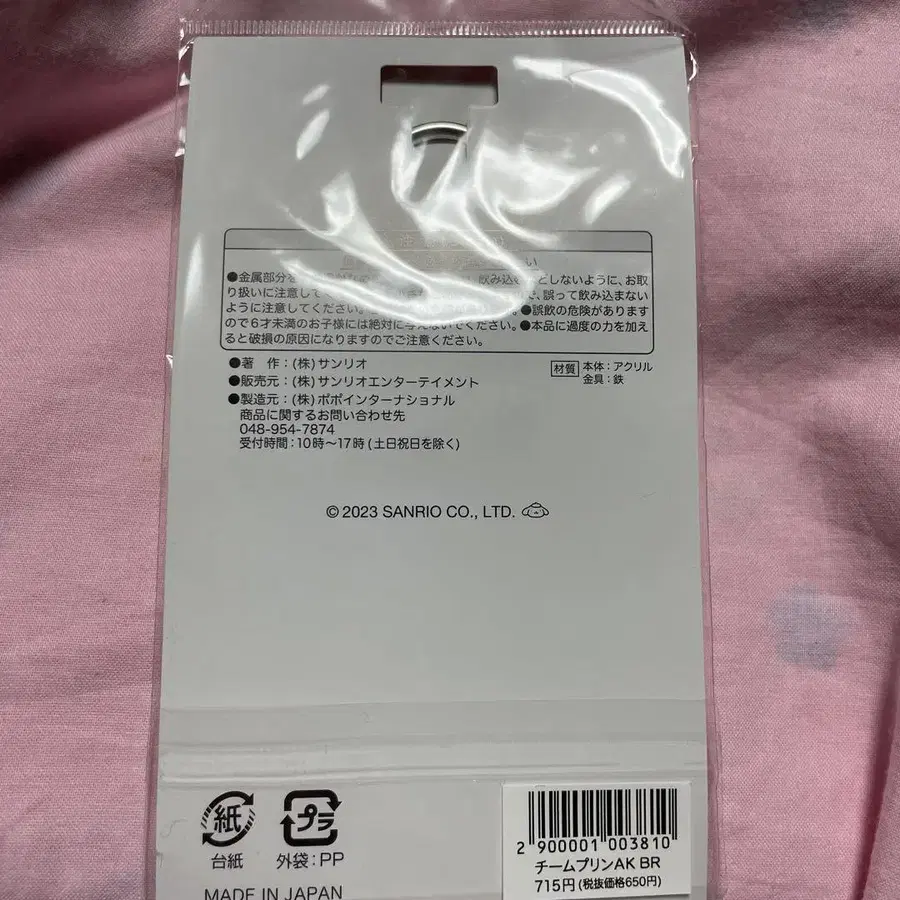 ●金属部分を 飲み込 としないように、お取
り扱いに注意して 、誤って飲み込まない
ように注意してください。 ●誤飲の危険があります
ので6才未満のお子様には絶対に与えないでください。●本品に過度の力を加え
ると破損の原因になりますのでご注意ください。
●著 作:(株)サンリオ
●販売元:(株)サンリオエンターテイメント
●製造元:(株)ポポインターナショナル
商品に関するお問い合わせ先
048-954-7874
受付時間:10時〜17時(土日祝日を除く)
材質 本体:アクリル
金具:鉄
© 2023 SANRIO CO., LTD.
紙
台紙
プラ
外袋:PP
MADE IN JAPAN
2 900001 003810
チームプリンAK BR
715円(税抜価格650円)